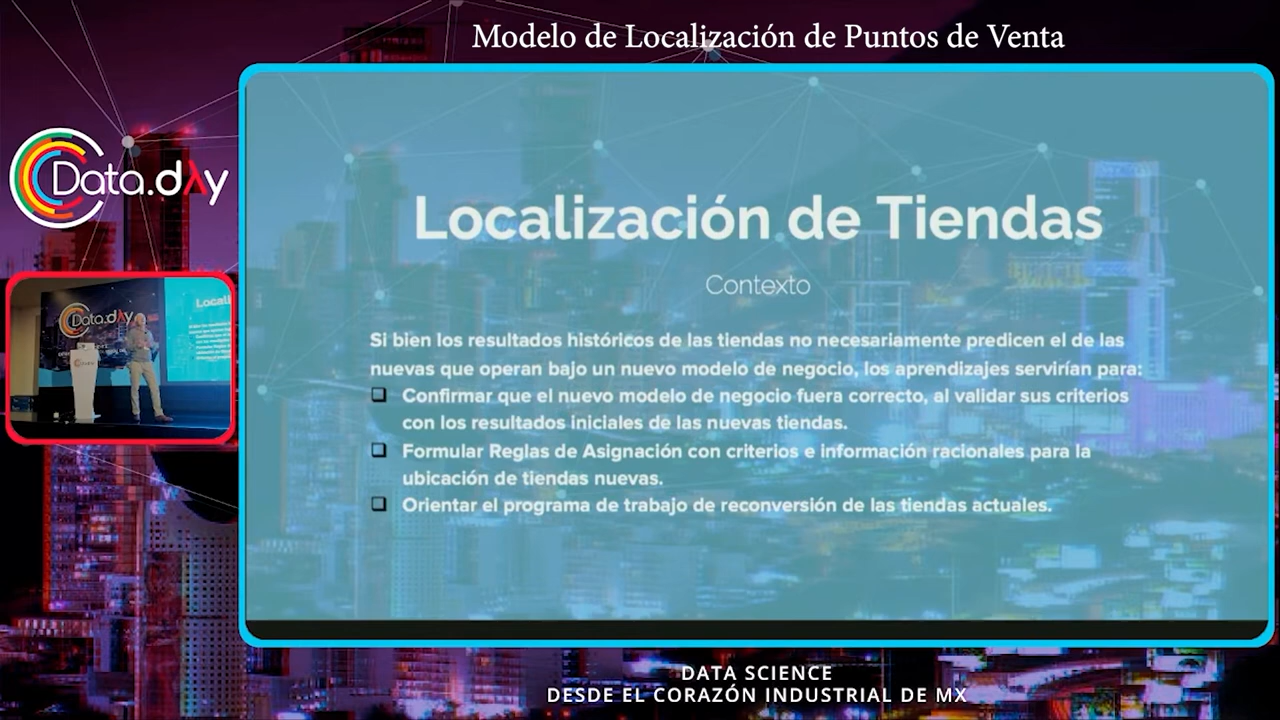 Modelo de Localización de Puntos de Venta
Data.day
Localización de Tiendas
Contexto
Si bien los resultados históricos de las tiendas no necesariamente predicen el de las
nuevas que operan bajo un nuevo modelo de negocio, los aprendizajes servirían para:
Confirmar que el nuevo modelo de negocio fuera correcto, al validar sus criterios
con los resultados iniciales de las nuevas tiendas.
Formular Reglas de Asignación con criterios e información racionales para la
ubicación de tiendas nuevas.
Orientar el programa de trabajo de reconversión de las tiendas actuales.
Data.day
Locali
DATA SCIENCE
DESDE EL CORAZÓN INDUSTRIAL DE MX